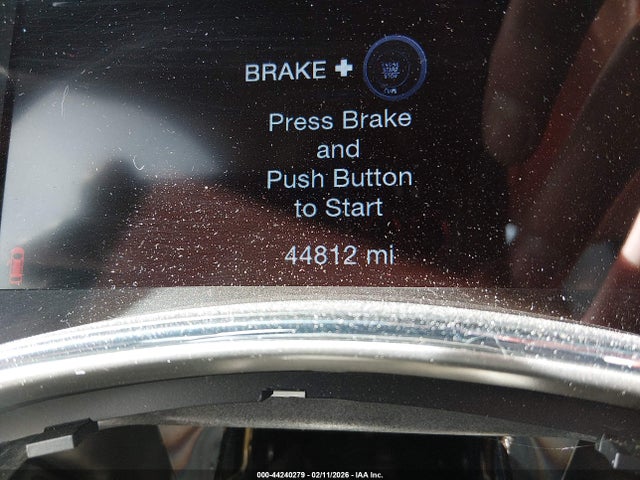 BRAKE +
Press Brake
and
Push Button
to Start
44812 mi
000-44240279 - 02/11/2026 - IAA Inc.